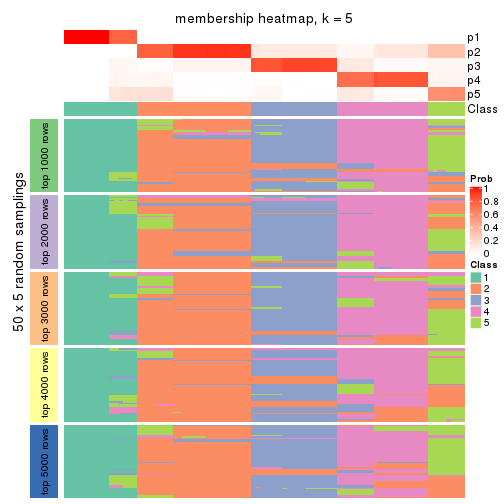 membership heatmap, k = 5
p1
p2
p3
p4
p5
Class
50 x 5 random samplings
top 1000 rows
top 2000 rows
top 3000 rows
top 4000 rows
top 5000 rows
Prob
1
0.8
0.6
0.4
0.2
0
Class
1
2
3
4
5